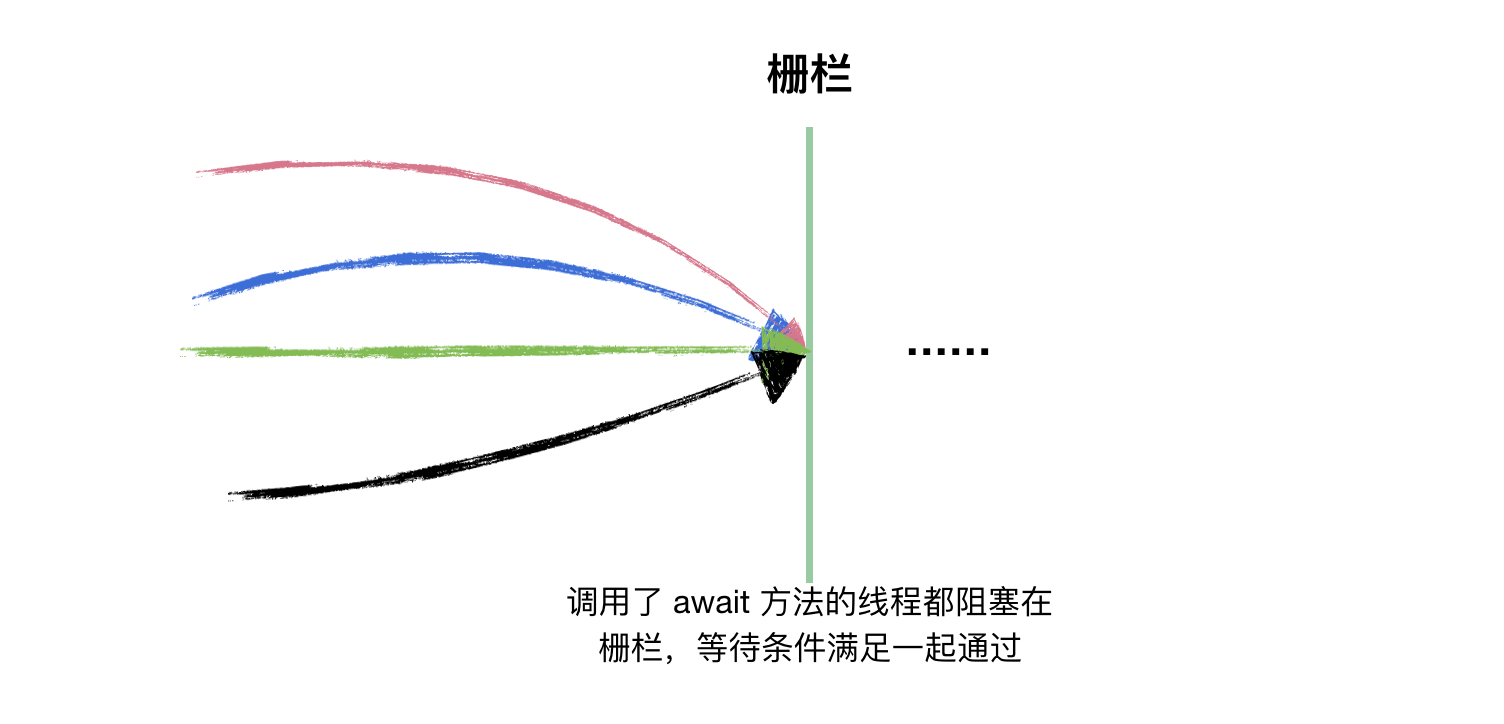 栅栏
......
调用了 await 方法的线程都阻塞在
栅栏，等待条件满足一起通过